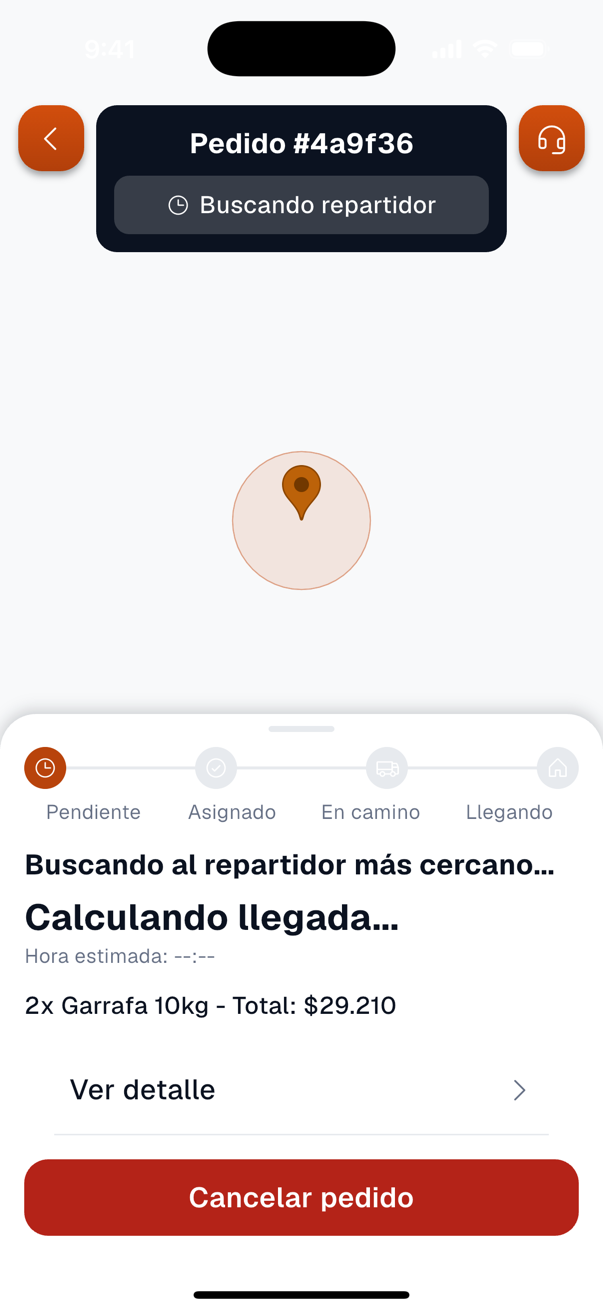 9:41
Pedido #4a9f36
Buscando repartidor
Pendiente
Asignado
En camino
Llegando
Buscando al repartidor más cercano...
Calculando llegada...
Hora estimada: --:--
2x Garrafa 10kg - Total: $29.210
Ver detalle
Cancelar pedido